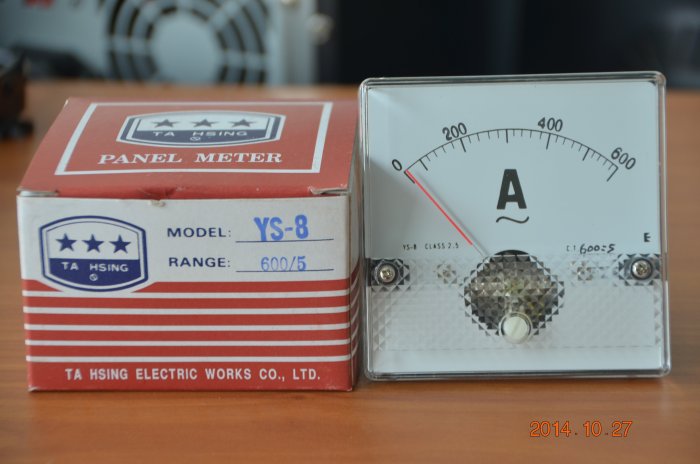 TA HSING
PANEL METER
TA HSING
MODEL: YS-8
RANGE: 600/5
TA HSING ELECTRIC WORKS CO., LTD.
0 200 400 600
A
YS-8 CLASS 2.5
C.T 600:5
E
2014.10.27